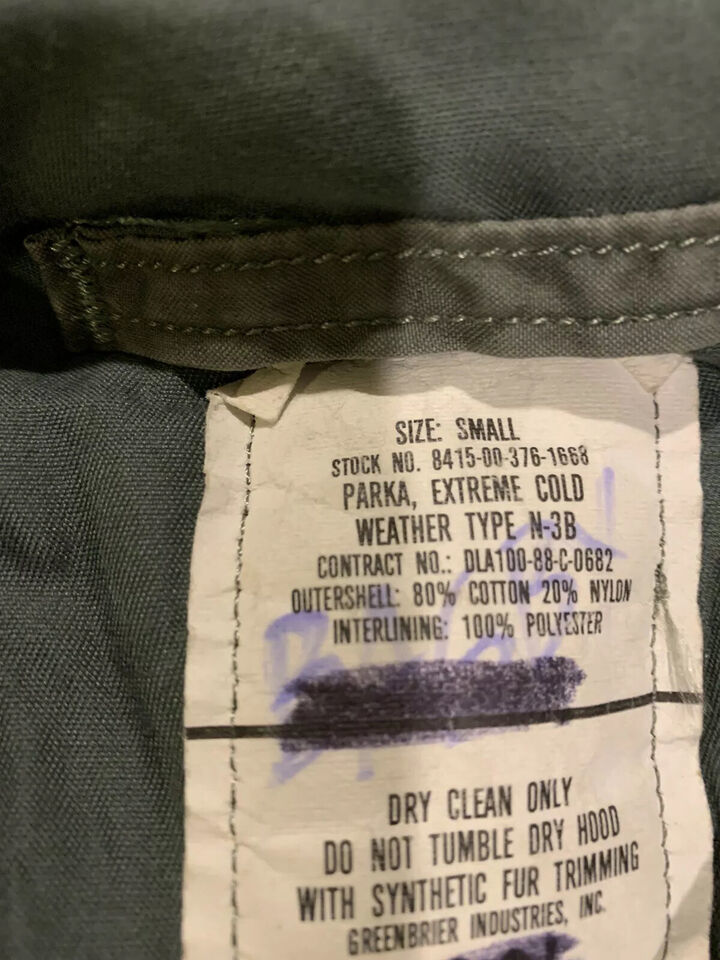 SIZE: SMALL
STOCK NO. 8415-00-376-1668
PARKA, EXTREME COLD
WEATHER TYPE N-3B
CONTRACT NO.: DLA100-88-C-0682
OUTERSHELL: 80% COTTON 20% NYLON
INTERLINING: 100% POLYESTER
DRY CLEAN ONLY
DO NOT TUMBLE DRY HOOD
WITH SYNTHETIC FUR TRIMMING
GREENBRIER INDUSTRIES, INC.